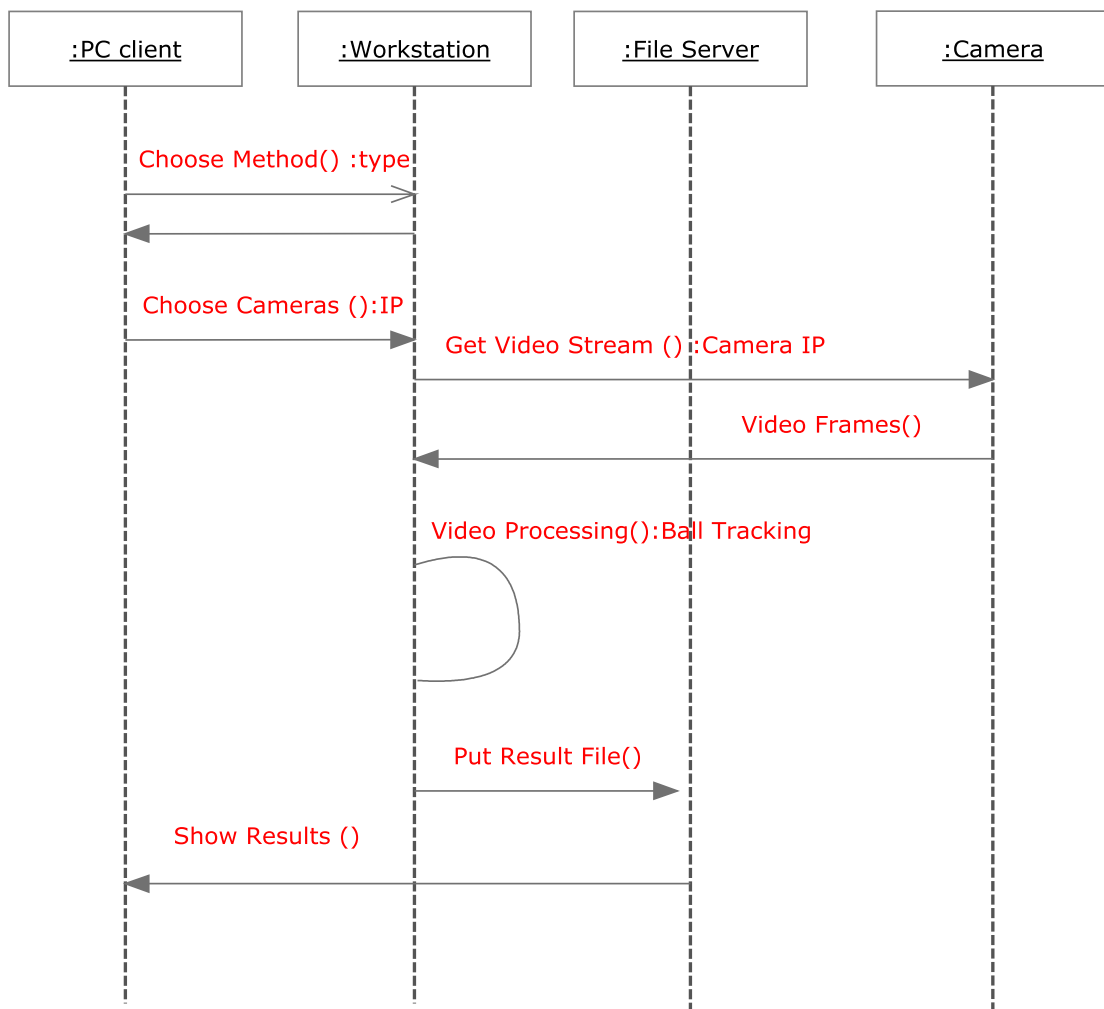 :PC client
:Workstation
:File Server
:Camera
Choose Method() :type
Choose Cameras ():IP
Get Video Stream () :Camera IP
Video Frames()
Video Processing():Ball Tracking
Put Result File()
Show Results ()